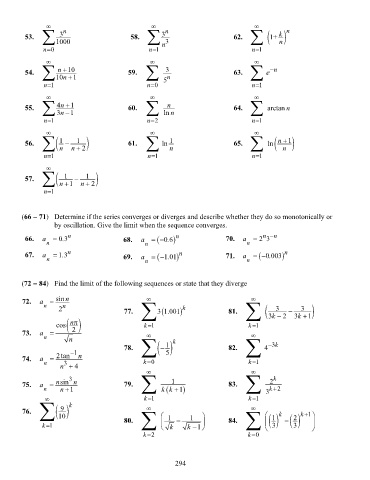 53. \sum_{n=0}^{\infty} \frac{3^n}{1000}
54. \sum_{n=1}^{\infty} \frac{n+10}{10n+1}
55. \sum_{n=1}^{\infty} \frac{4n+1}{3n-1}
56. \sum_{n=1}^{\infty} \left(\frac{1}{n}-\frac{1}{n+2}\right)
57. \sum_{n=1}^{\infty} \left(\frac{1}{n+1}-\frac{1}{n+2}\right)
58. \sum_{n=1}^{\infty} \frac{3^n}{n^3}
59. \sum_{n=0}^{\infty} \frac{3}{5^n}
60. \sum_{n=2}^{\infty} \frac{n}{\ln n}
61. \sum_{n=1}^{\infty} \ln\frac{1}{n}
62. \sum_{n=1}^{\infty} \left(1+\frac{k}{n}\right)^n
63. \sum_{n=1}^{\infty} e^{-n}
64. \sum_{n=1}^{\infty} \arctan n
65. \sum_{n=1}^{\infty} \ln\left(\frac{n+1}{n}\right)
(66 – 71) Determine if the series converges or diverges and describe whether they do so monotonically or
by oscillation. Give the limit when the sequence converges.
66. a_n = 0.3^n
67. a_n = 1.3^n
68. a_n = (-0.6)^n
69. a_n = (-1.01)^n
70. a_n = 2^n 3^{-n}
71. a_n = (-0.003)^n
(72 – 84) Find the limit of the following sequences or state that they diverge
72. a_n = \frac{\sin n}{2^n}
73. a_n = \frac{\cos\left(\frac{n\pi}{2}\right)}{\sqrt{n}}
74. a_n = \frac{2\tan^{-1} n}{n^3+4}
75. a_n = \frac{n\sin^3 n}{n+1}
76. \sum_{k=1}^{\infty} \left(\frac{9}{10}\right)^k
77. \sum_{k=1}^{\infty} 3(1.001)^k
78. \sum_{k=0}^{\infty} \left(-\frac{1}{5}\right)^k
79. \sum_{k=1}^{\infty} \frac{1}{k(k+1)}
80. \sum_{k=2}^{\infty} \left(\frac{1}{\sqrt{k}}-\frac{1}{\sqrt{k-1}}\right)
81. \sum_{k=1}^{\infty} \left(\frac{3}{3k-2}-\frac{3}{3k+1}\right)
82. \sum_{k=1}^{\infty} 4^{-3k}
83. \sum_{k=1}^{\infty} \frac{2^k}{3^{k+2}}
84. \sum_{k=0}^{\infty} \left(\left(\frac{1}{3}\right)^k-\left(\frac{2}{3}\right)^{k+1}\right)
294